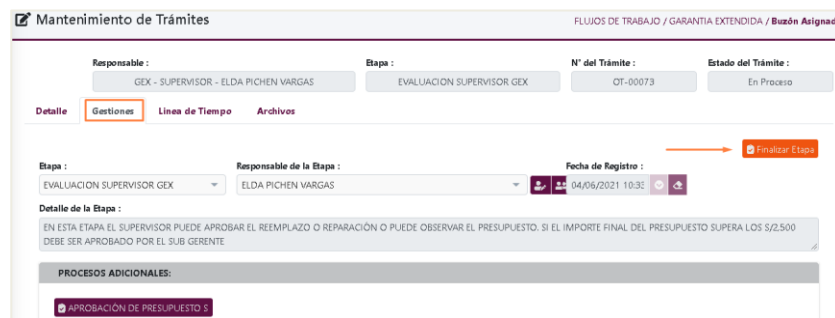 Mantenimiento de Trámites
FLUJOS DE TRABAJO / GARANTIA EXTENDIDA / Buzón Asignad
Responsable :
Etapa :
N° del Trámite :
Estado del Trámite :
GEX - SUPERVISOR - ELDA PICHEN VARGAS
EVALUACION SUPERVISOR GEX
OT-00073
En Proceso
Detalle
Gestiones
Linea de Tiempo
Archivos
Finalizar Etapa
Etapa :
Responsable de la Etapa :
Fecha de Registro :
EVALUACION SUPERVISOR GEX
ELDA PICHEN VARGAS
04/06/2021 10:33
Detalle de la Etapa :
EN ESTA ETAPA EL SUPERVISOR PUEDE APROBAR EL REEMPLAZO O REPARACIÓN O PUEDE OBSERVAR EL PRESUPUESTO. SI EL IMPORTE FINAL DEL PRESUPUESTO SUPERA LOS S/2,500
DEBE SER APROBADO POR EL SUB GERENTE
PROCESOS ADICIONALES:
APROBACIÓN DE PRESUPUESTO S